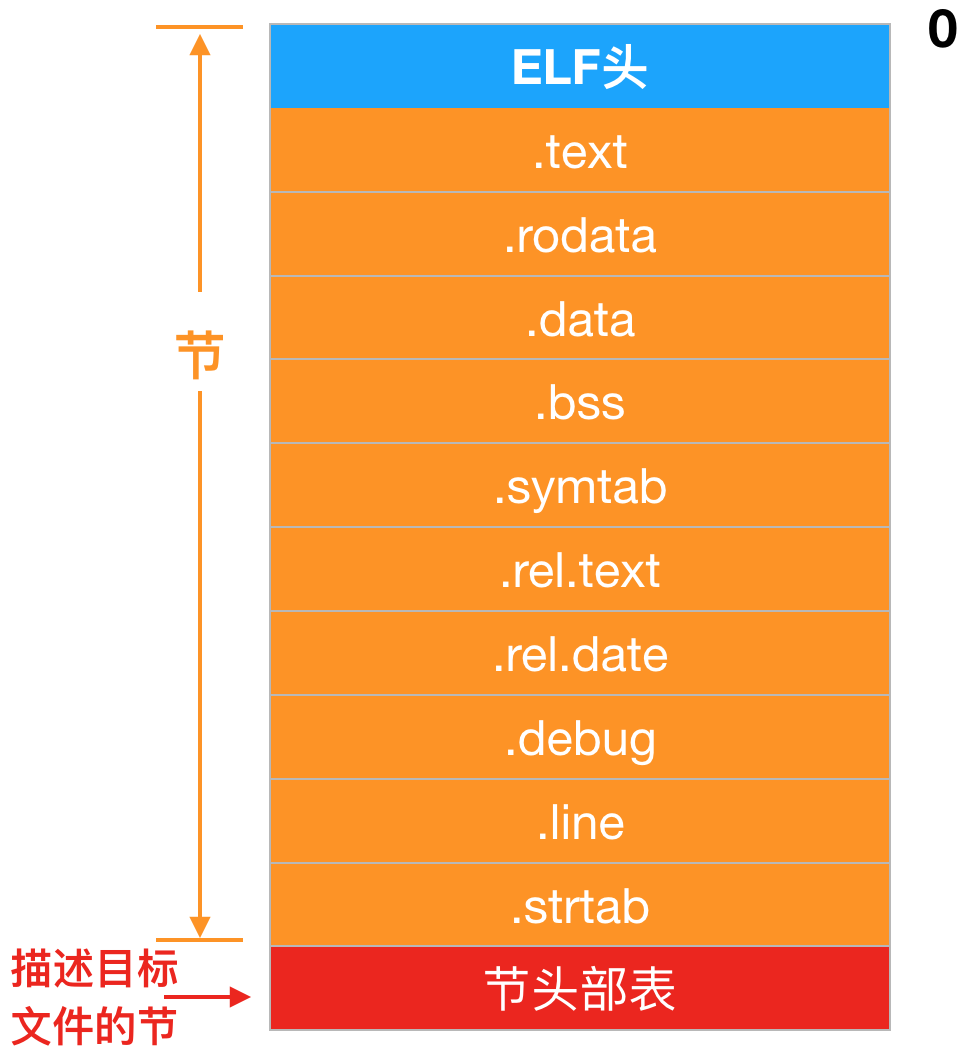 0
ELF头
.text
.rodata
.data
节
.bss
.symtab
.rel.text
.rel.date
.debug
.line
.strtab
描述目标
文件的节
节头部表